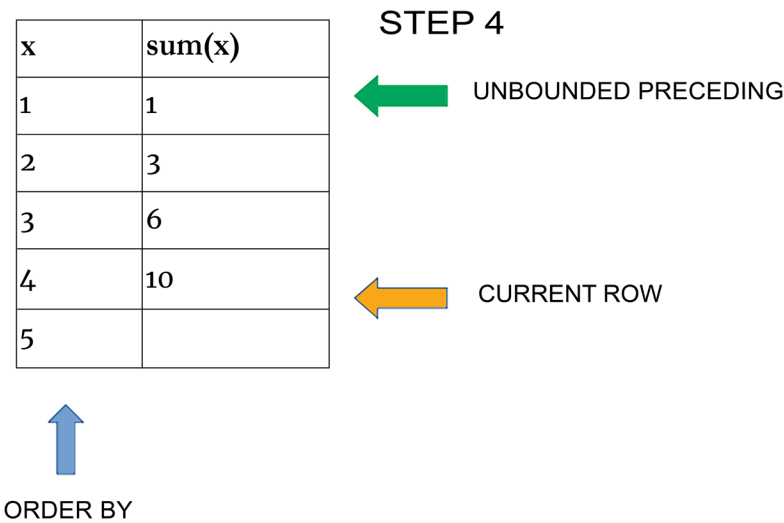 STEP 4
x sum(x)
1 1
UNBOUNDED PRECEDING
2 3
3 6
4 10
CURRENT ROW
5
ORDER BY